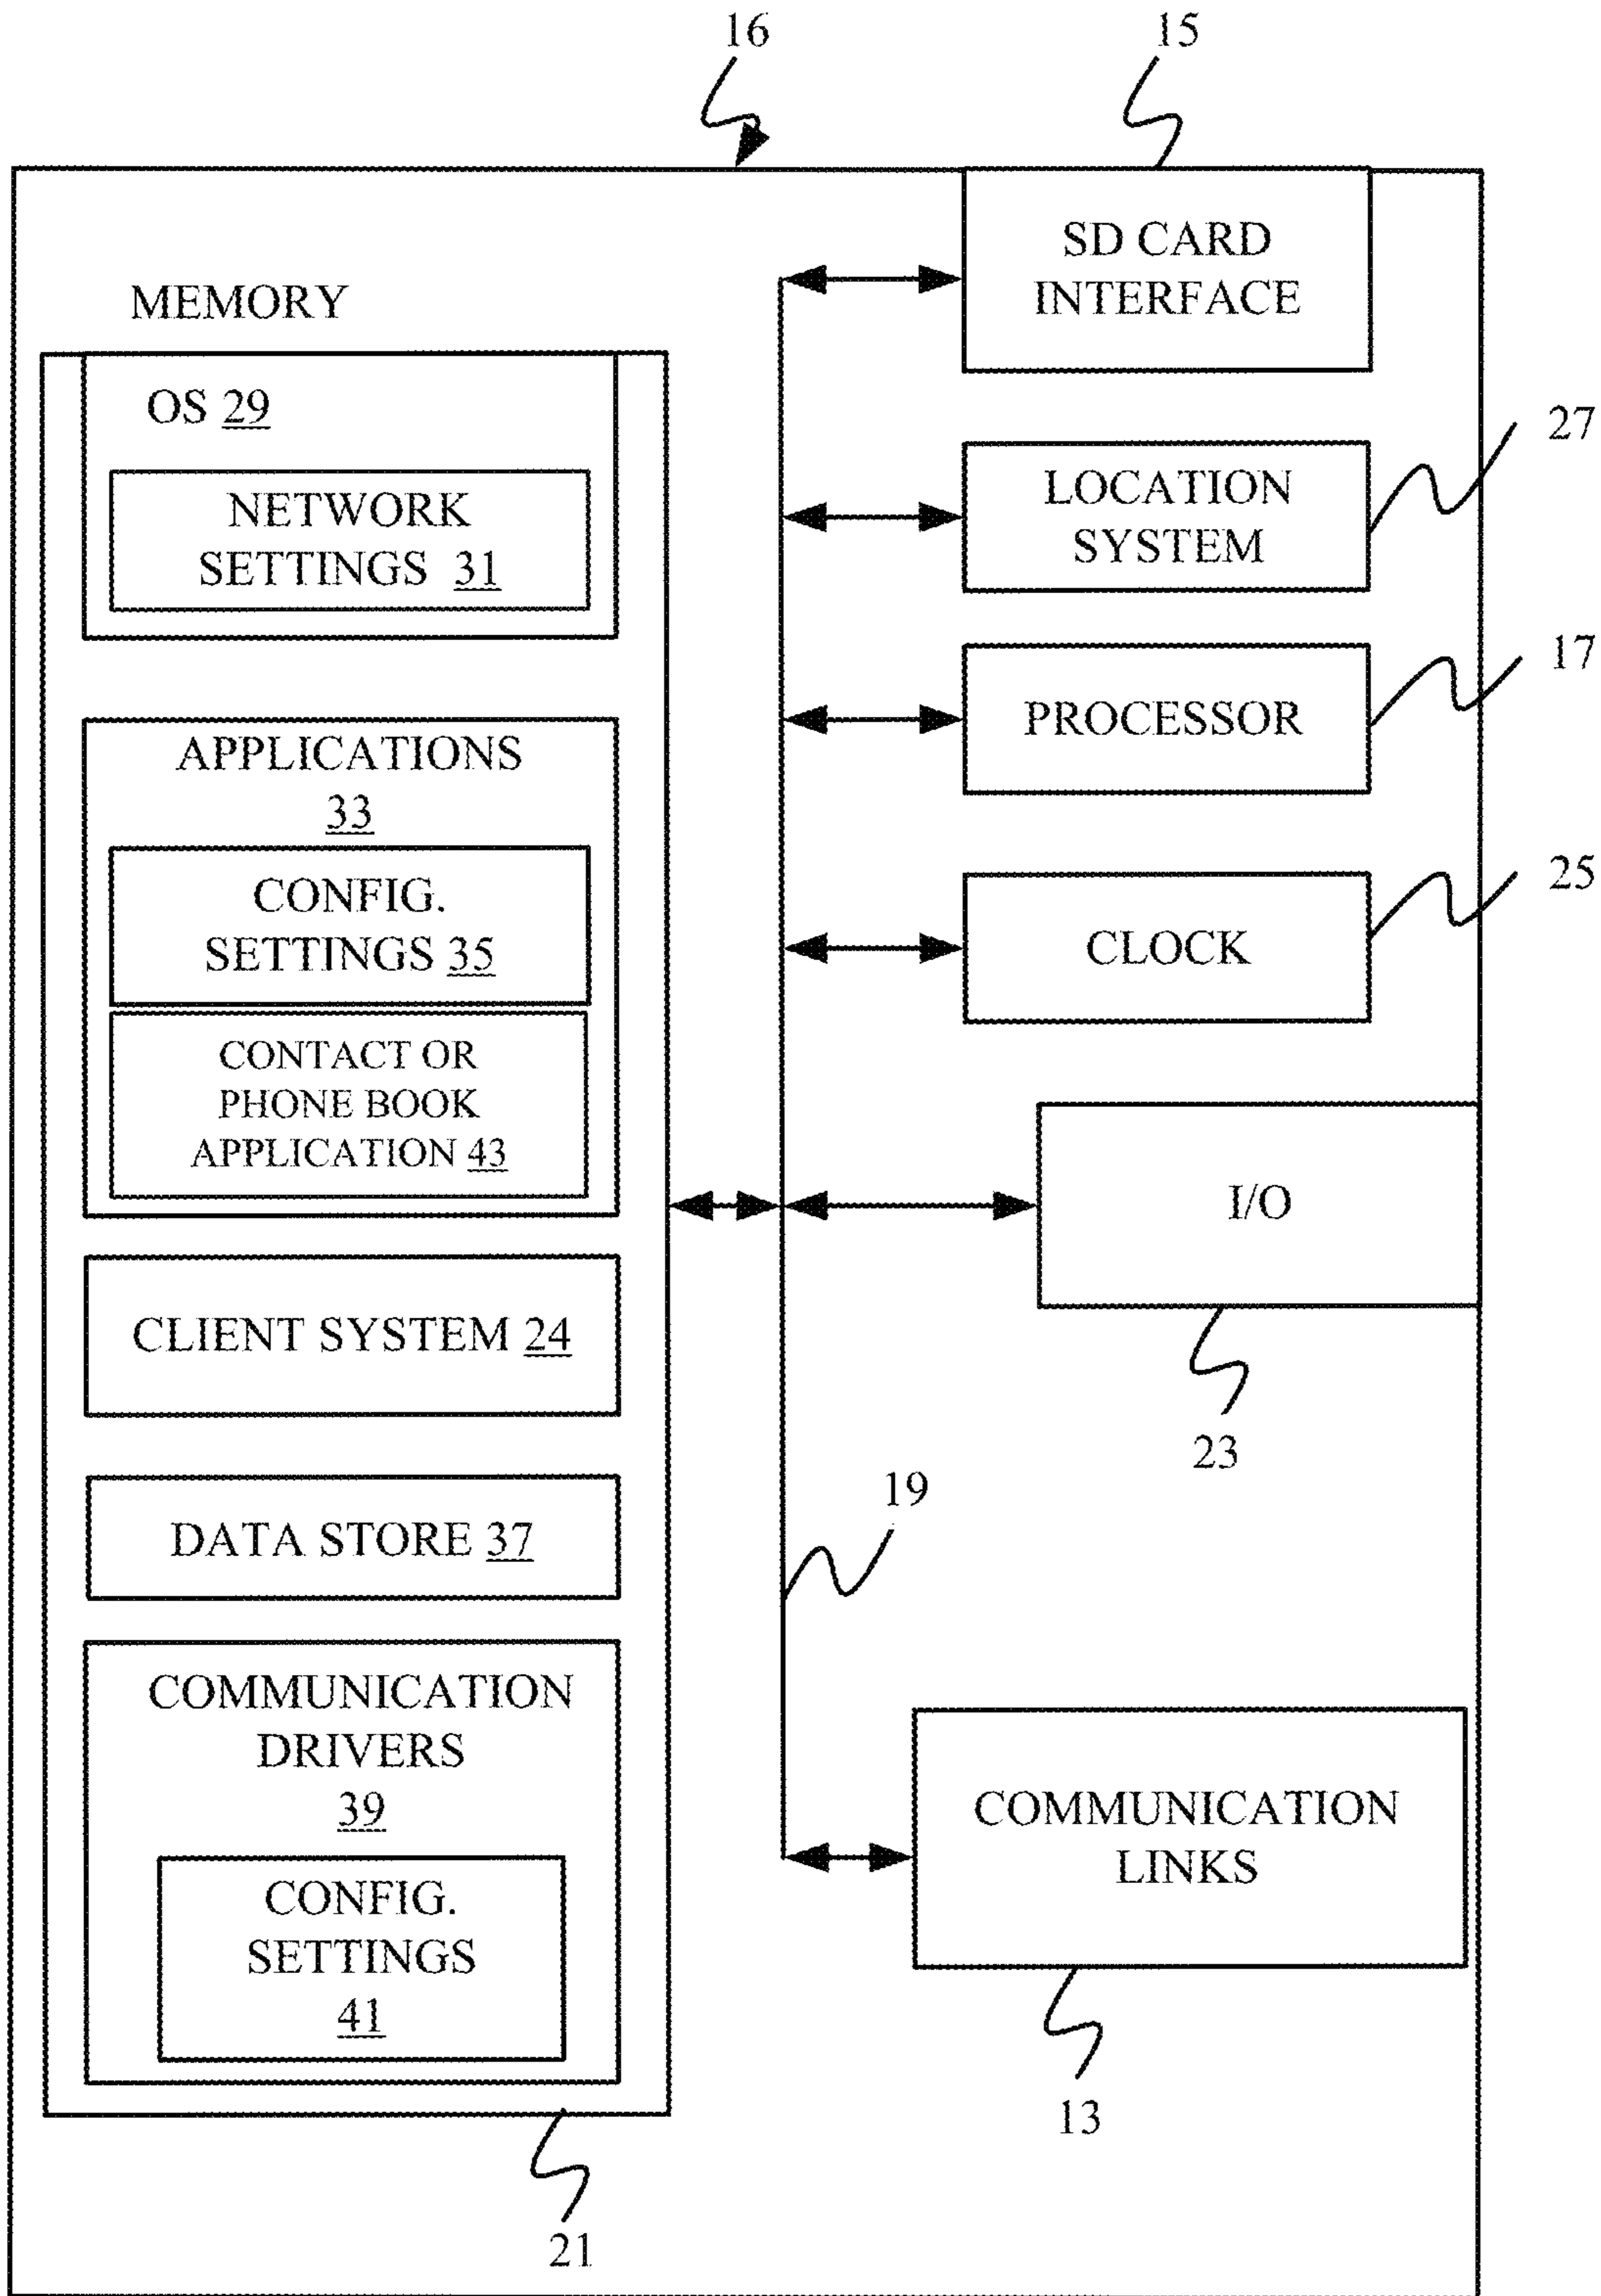 16
15
SD CARD
INTERFACE
MEMORY
OS 29
NETWORK
SETTINGS 31
27
LOCATION
SYSTEM
17
PROCESSOR
APPLICATIONS
33
CONFIG.
SETTINGS 35
25
CLOCK
CONTACT OR
PHONE BOOK
APPLICATION 43
I/O
23
CLIENT SYSTEM 24
19
DATA STORE 37
COMMUNICATION
DRIVERS
39
CONFIG.
SETTINGS
41
COMMUNICATION
LINKS
13
21